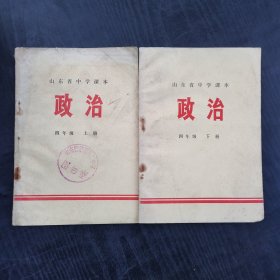 山东省中学课本
政治
四年级 上册
山东省中学课本
政治
四年级 下册